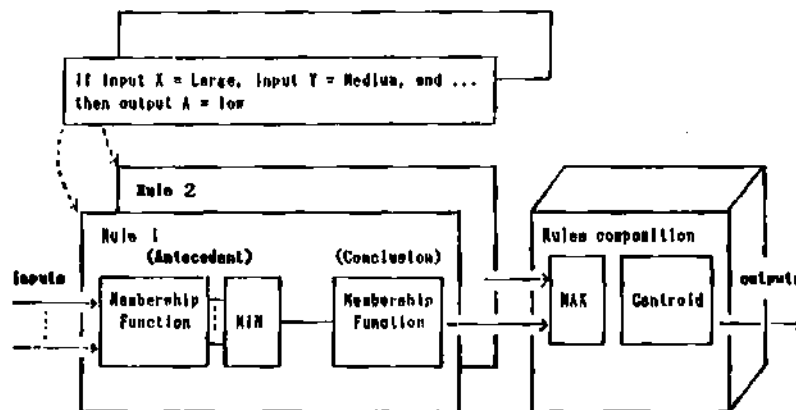 If input X = Large, Input Y = Medium, and ...
then output A = low
Rule 2
Rule 1
(Antecedant)
(Conclusion)
Rules composition
inputs
Membership
Function
MIN
Membership
Function
MAX
Centroid
outputs